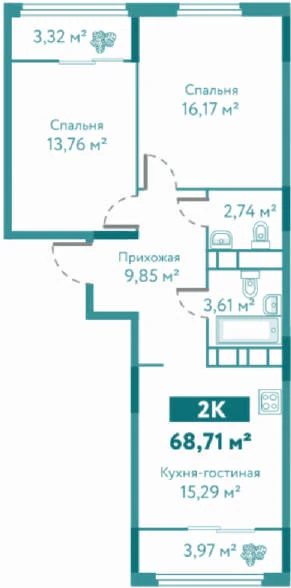 3,32 м²
Спальня
16,17 м²
Спальня
13,76 м²
2,74 м²
Прихожая
9,85 м²
3,61 м²
2К
68,71 м²
Кухня-гостиная
15,29 м²
3,97 м²